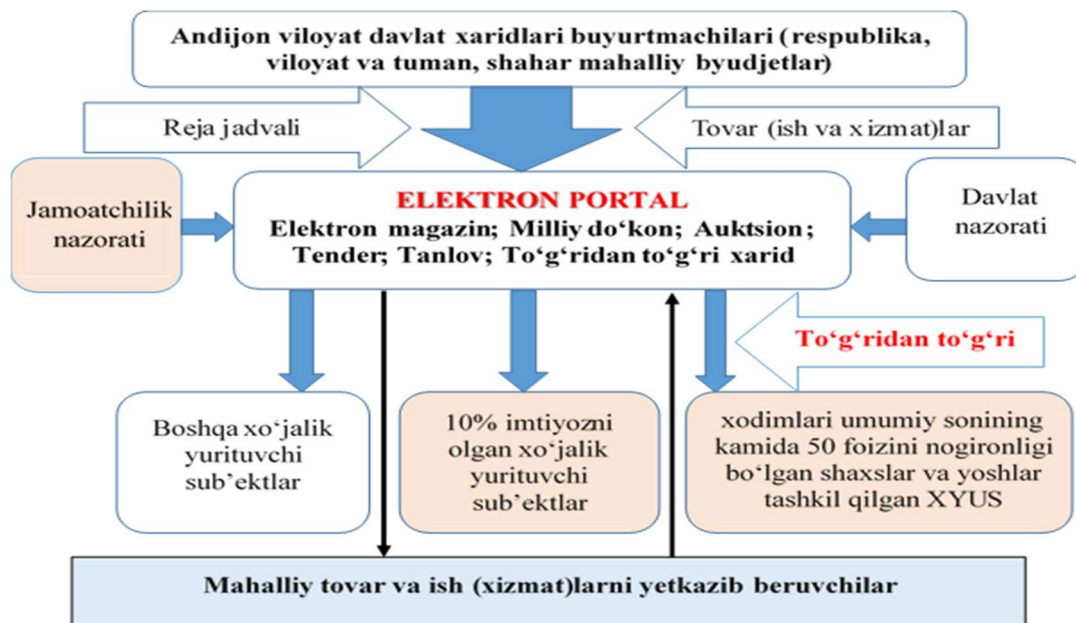 Andijon viloyat davlat xaridlari buyurtmachilari (respublika,
viloyat va tuman, shahar mahalliy byudjetlar)
Reja jadvali
Tovar (ish va xizmat)lar
Jamoatchilik
nazorati
ELEKTRON PORTAL
Elektron magazin; Milliy do‘kon; Auktsion;
Tender; Tanlov; To‘g‘ridan to‘g‘ri xarid
Davlat
nazorati
To‘g‘ridan to‘g‘ri
Boshqa xo‘jalik
yurituvchi
sub’ektlar
10% imtiyozni
olgan xo‘jalik
yurituvchi
sub’ektlar
xodimlari umumiy sonining
kamida 50 foizini nogironligi
bo‘lgan shaxslar va yoshlar
tashkil qilgan XYUS
Mahalliy tovar va ish (xizmat)larni yetkazib beruvchilar